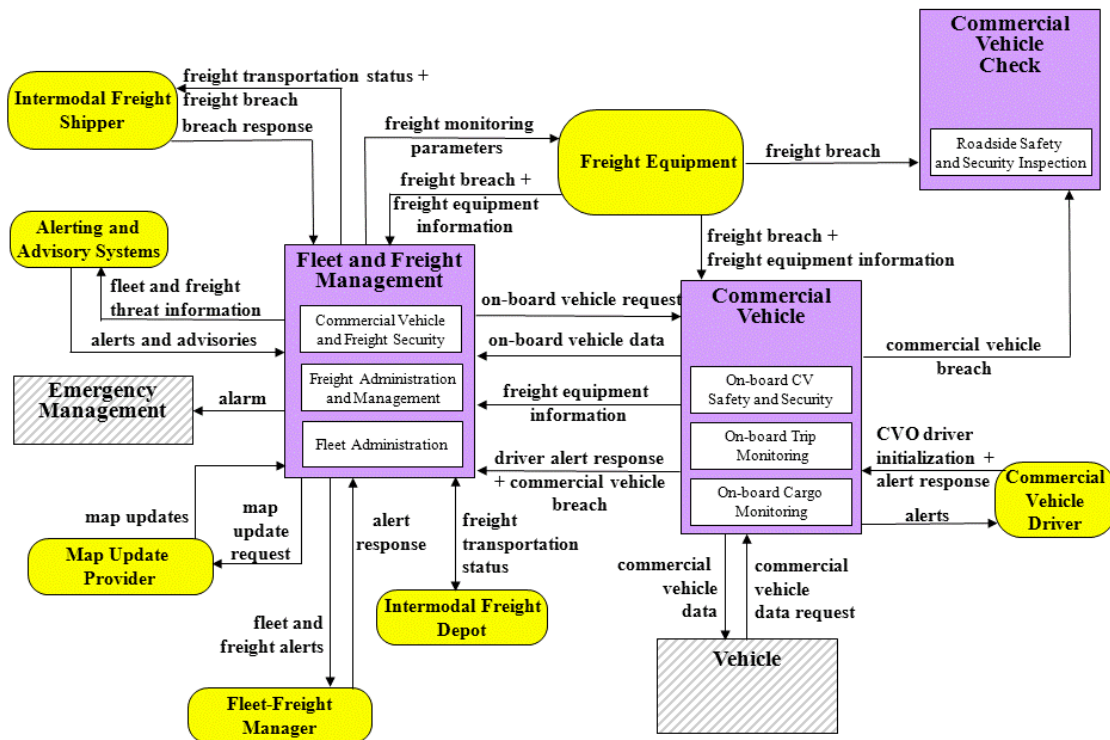 Commercial
Vehicle
Check
Roadside Safety
and Security Inspection
freight transportation status +
freight breach
breach response
Intermodal Freight
Shipper
freight monitoring
parameters
Freight Equipment
freight breach
freight breach +
freight equipment
information
freight breach +
freight equipment information
Alerting and
Advisory Systems
fleet and freight
threat information
alerts and advisories
Fleet and Freight
Management
Commercial Vehicle
and Freight Security
Freight Administration
and Management
Fleet Administration
on-board vehicle request
on-board vehicle data
freight equipment
information
driver alert response
+ commercial vehicle
breach
Commercial
Vehicle
On-board CV
Safety and Security
On-board Trip
Monitoring
On-board Cargo
Monitoring
commercial vehicle
breach
CVO driver
initialization +
alert response
alerts
Commercial
Vehicle
Driver
Emergency
Management
alarm
map updates
map
update
request
Map Update
Provider
alert
response
freight
transportation
status
Intermodal Freight
Depot
fleet and
freight alerts
Fleet-Freight
Manager
commercial
vehicle
data
commercial
vehicle
data request
Vehicle